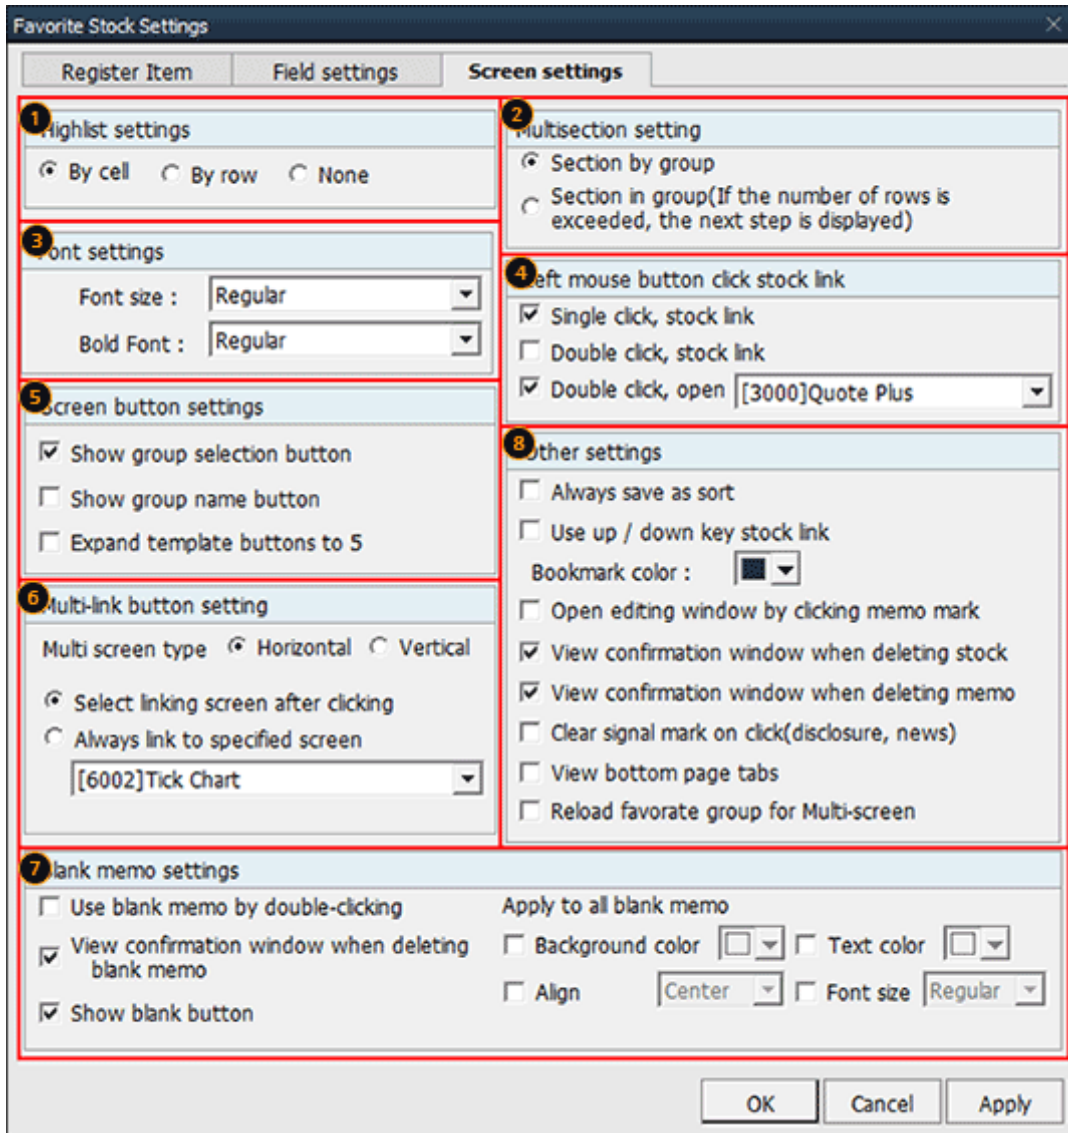 Favorite Stock Settings
Register Item
Field settings
Screen settings
1
Highlist settings
By cell
By row
None
2
Multisection setting
Section by group
Section in group(If the number of rows is
exceeded, the next step is displayed)
3
Font settings
Font size :
Regular
Bold Font :
Regular
4
Left mouse button click stock link
Single click, stock link
Double click, stock link
Double click, open
[3000]Quote Plus
5
Screen button settings
Show group selection button
Show group name button
Expand template buttons to 5
6
Multi-link button setting
Multi screen type
Horizontal
Vertical
Select linking screen after clicking
Always link to specified screen
[6002]Tick Chart
8
Other settings
Always save as sort
Use up / down key stock link
Bookmark color :
Open editing window by clicking memo mark
View confirmation window when deleting stock
View confirmation window when deleting memo
Clear signal mark on click(disclosure, news)
View bottom page tabs
Reload favorate group for Multi-screen
7
Blank memo settings
Use blank memo by double-clicking
View confirmation window when deleting
blank memo
Show blank button
Apply to all blank memo
Background color
Text color
Align
Center
Font size
Regular
OK
Cancel
Apply